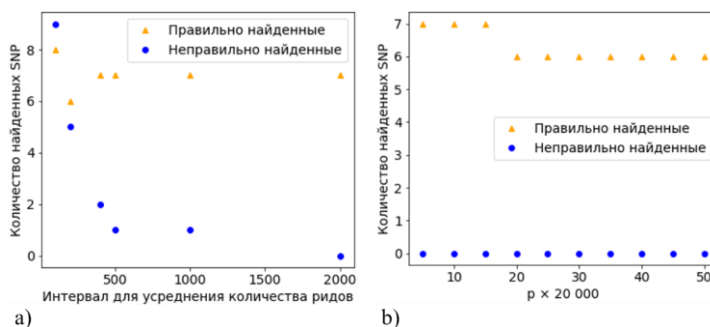 Количество найденных SNP
8
6
4
2
0
Правильно найденные
Неправильно найденные
500
1000
1500
2000
Интервал для усреднения количества ридов
a)
Количество найденных SNP
7
6
5
4
3
2
1
0
Правильно найденные
Неправильно найденные
10
20
30
40
50
p × 20 000
b)